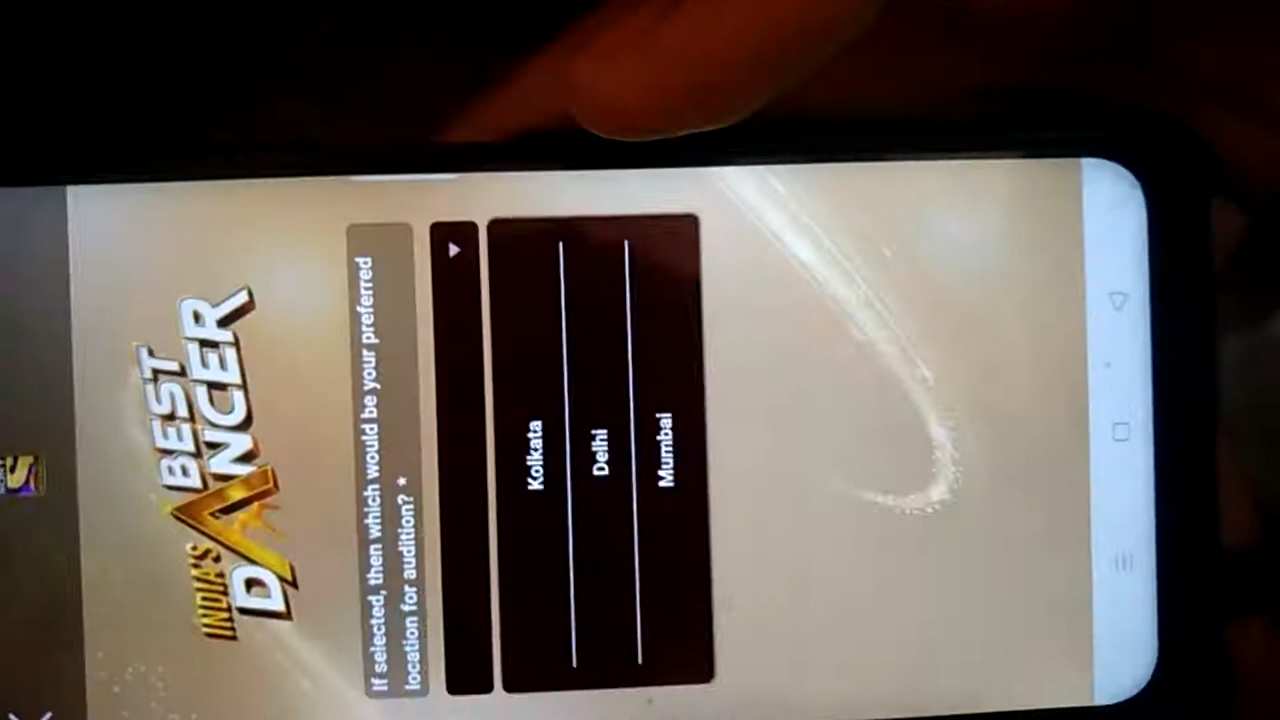 INDIA'S
BEST
DANCER
If selected, then which would be your preferred
location for audition? *
Kolkata
Delhi
Mumbai